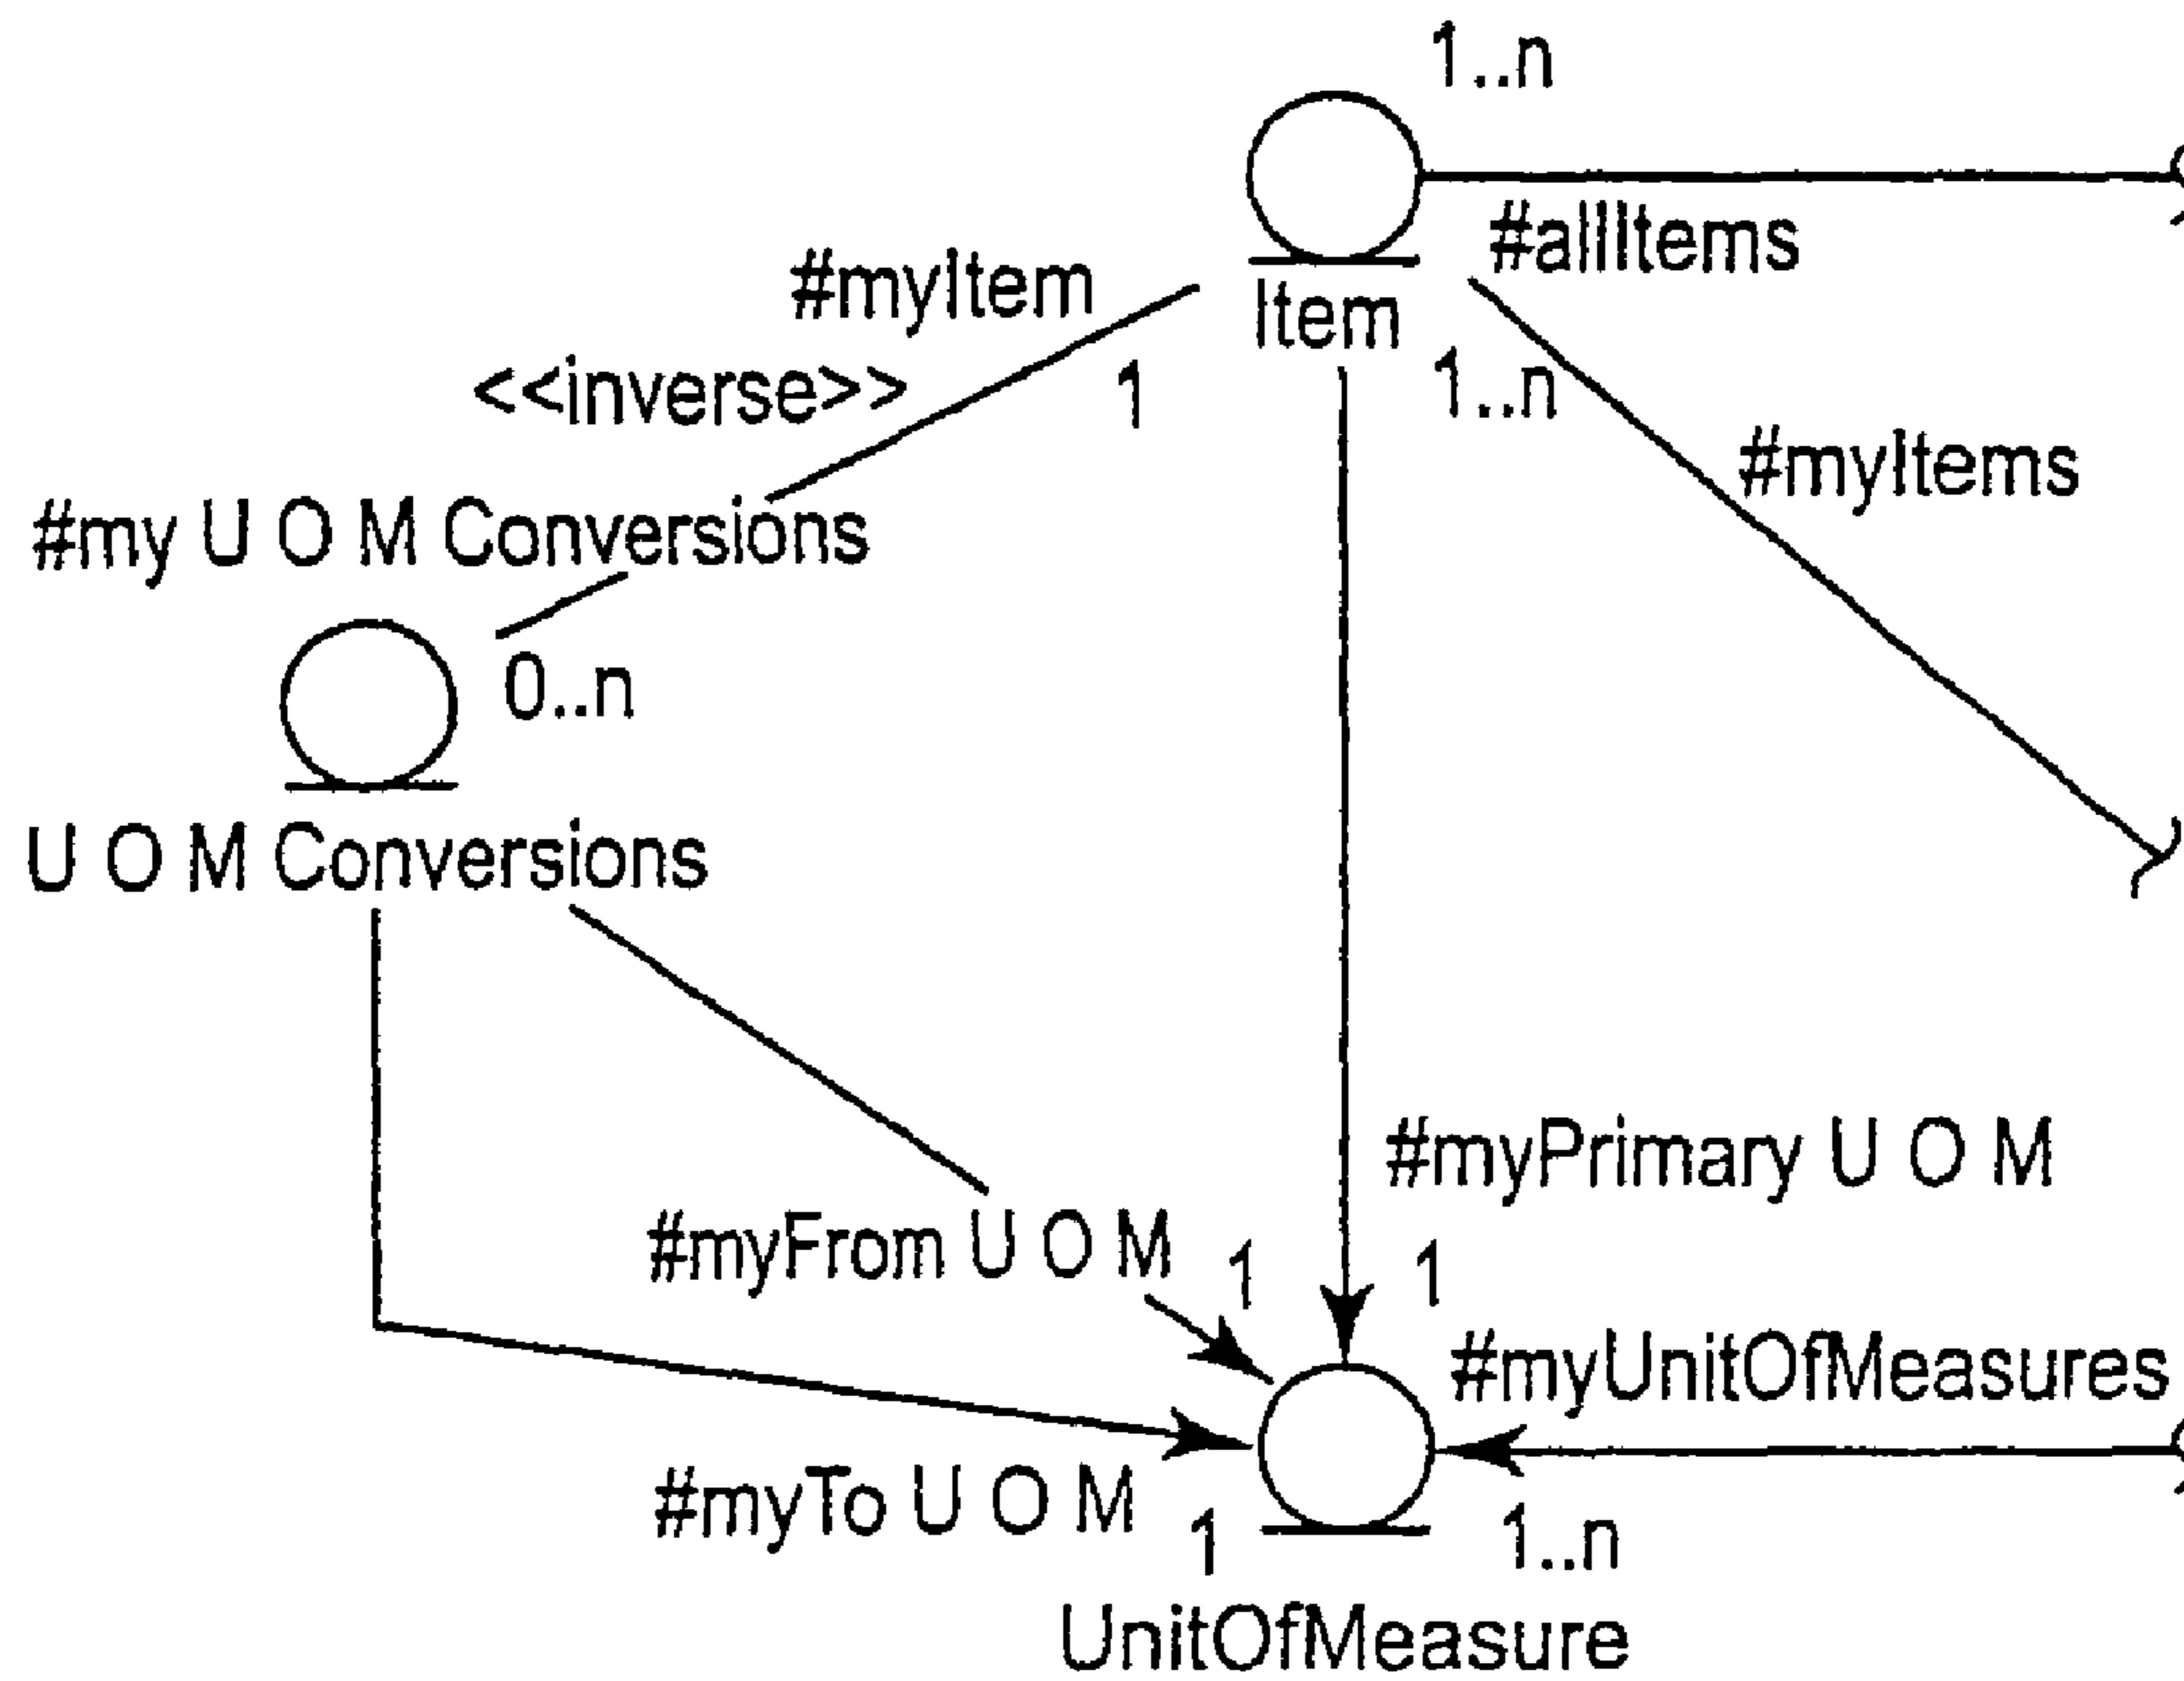 1..n
#allItems
#myItem
Item
<<inverse>>
1
1..n
#myItems
#my U O M Conversions
0..n
U O M Conversions
#myPrimary U O M
#myFrom U O M
1
1
#myUnitOfMeasures
#myTo U O M
1
1..n
UnitOfMeasure